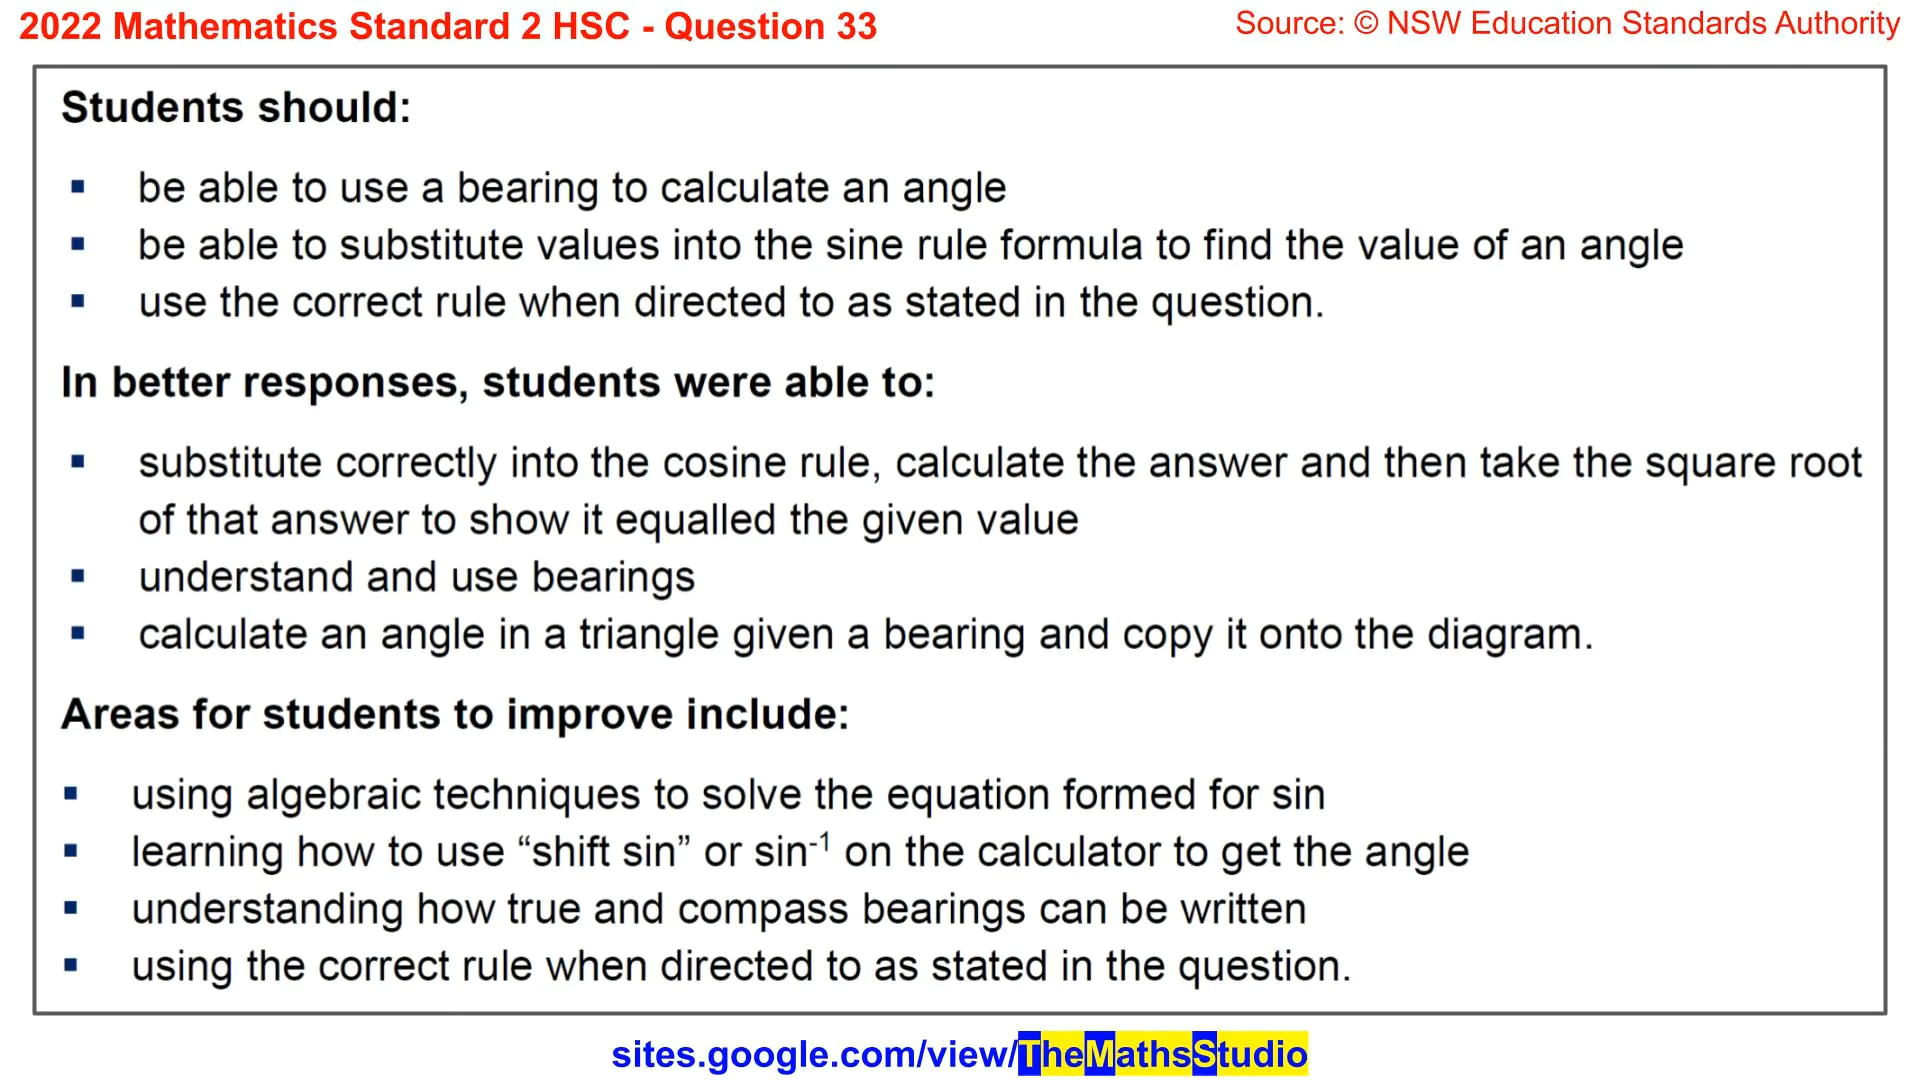 2022 Mathematics Standard 2 HSC - Question 33
Source: © NSW Education Standards Authority
Students should:
▪ be able to use a bearing to calculate an angle
▪ be able to substitute values into the sine rule formula to find the value of an angle
▪ use the correct rule when directed to as stated in the question.
In better responses, students were able to:
▪ substitute correctly into the cosine rule, calculate the answer and then take the square root
of that answer to show it equalled the given value
▪ understand and use bearings
▪ calculate an angle in a triangle given a bearing and copy it onto the diagram.
Areas for students to improve include:
▪ using algebraic techniques to solve the equation formed for sin
▪ learning how to use “shift sin” or sin⁻¹ on the calculator to get the angle
▪ understanding how true and compass bearings can be written
▪ using the correct rule when directed to as stated in the question.
sites.google.com/view/TheMathsStudio